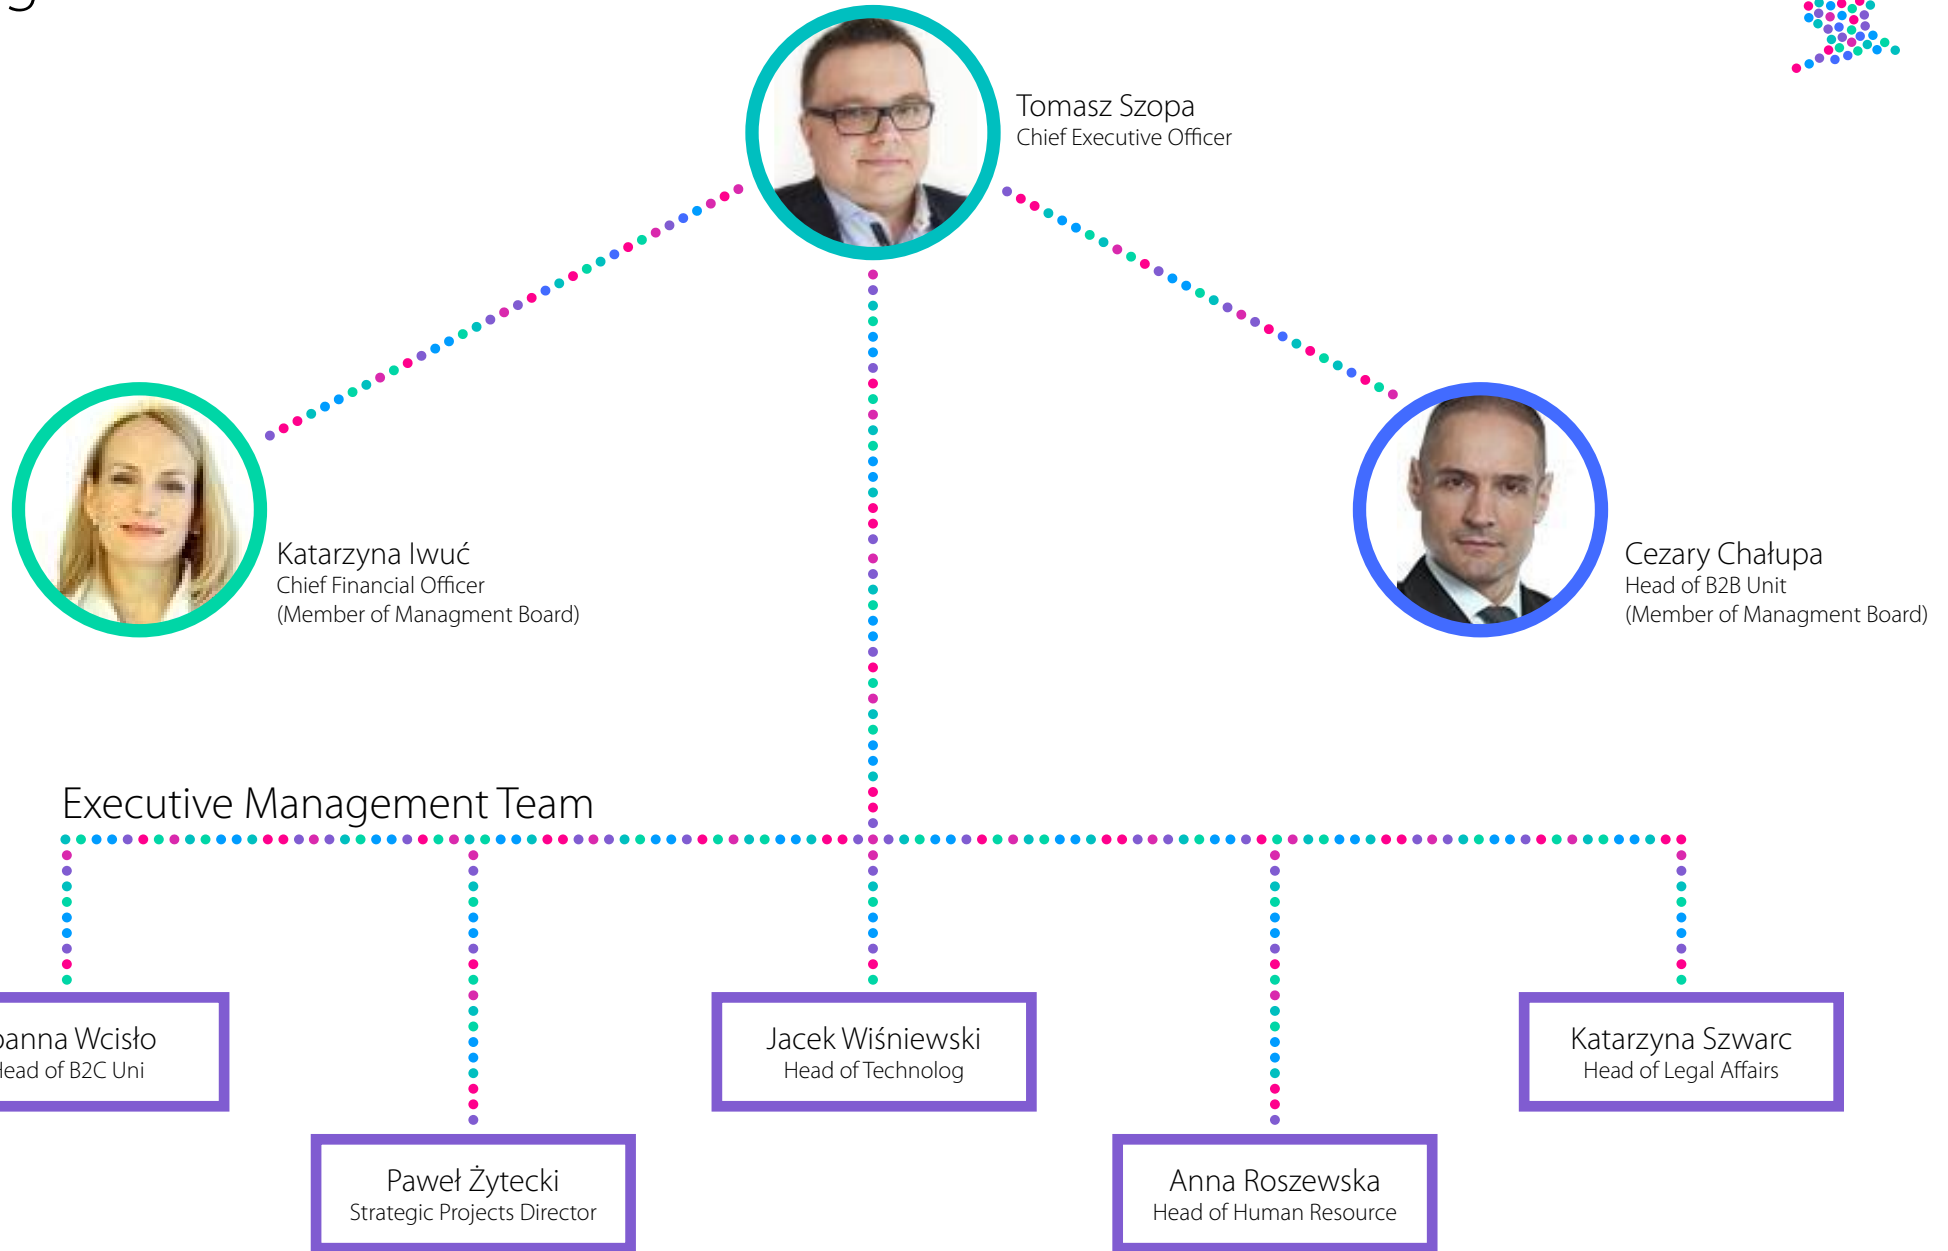 Tomasz Szopa
Chief Executive Officer
Katarzyna Iwuć
Chief Financial Officer
(Member of Managment Board)
Cezary Chałupa
Head of B2B Unit
(Member of Managment Board)
Executive Management Team
Wcisło
Head of B2C Uni
Jacek Wiśniewski
Head of Technolog
Katarzyna Szwarc
Head of Legal Affairs
Paweł Żytecki
Strategic Projects Director
Anna Roszewska
Head of Human Resource